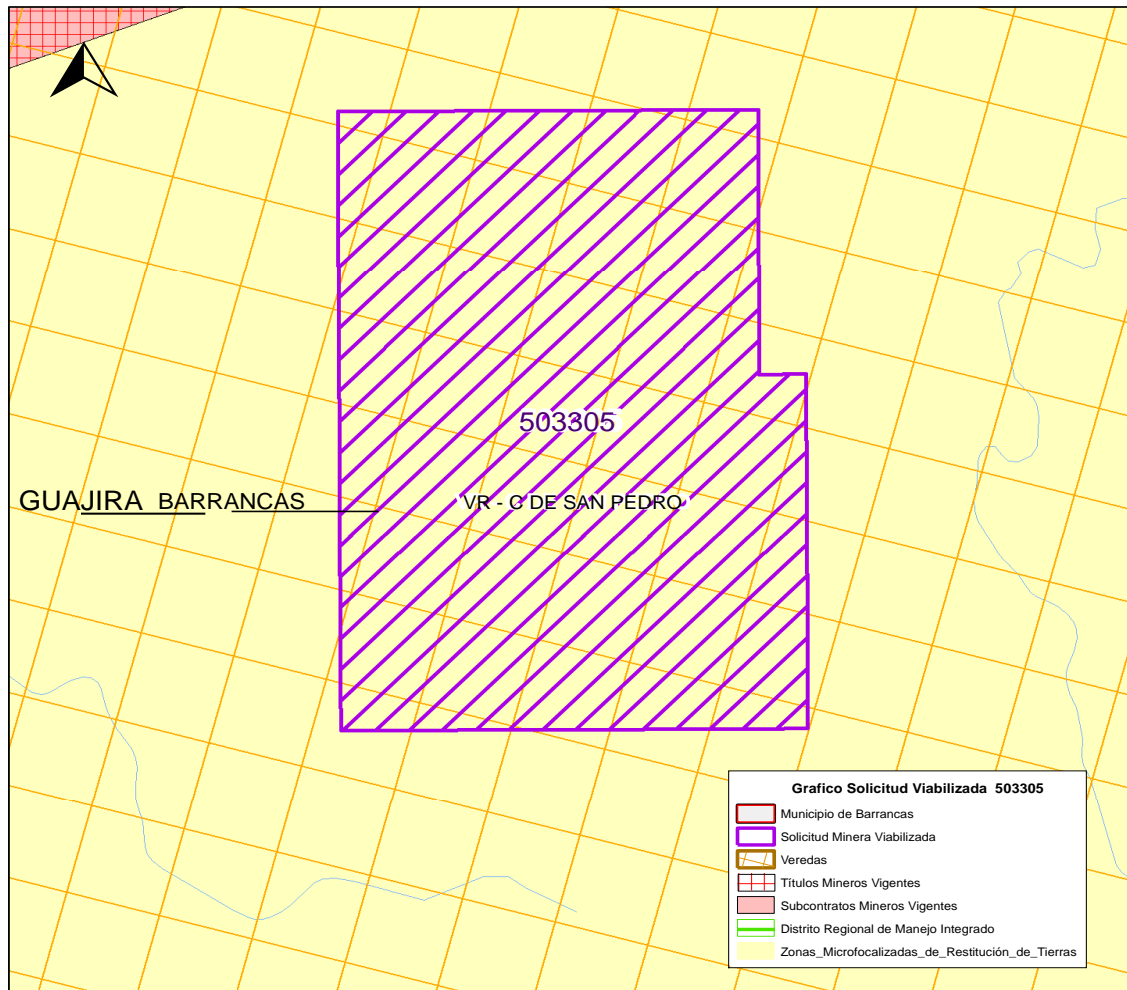 503305
GUAJIRA BARRANCAS
VR - C DE SAN PEDRO
Grafico Solicitud Viabilizada 503305
Municipio de Barrancas
Solicitud Minera Viabilizada
Veredas
Títulos Mineros Vigentes
Subcontratos Mineros Vigentes
Distrito Regional de Manejo Integrado
Zonas_Microfocalizadas_de_Restitución_de_Tierras